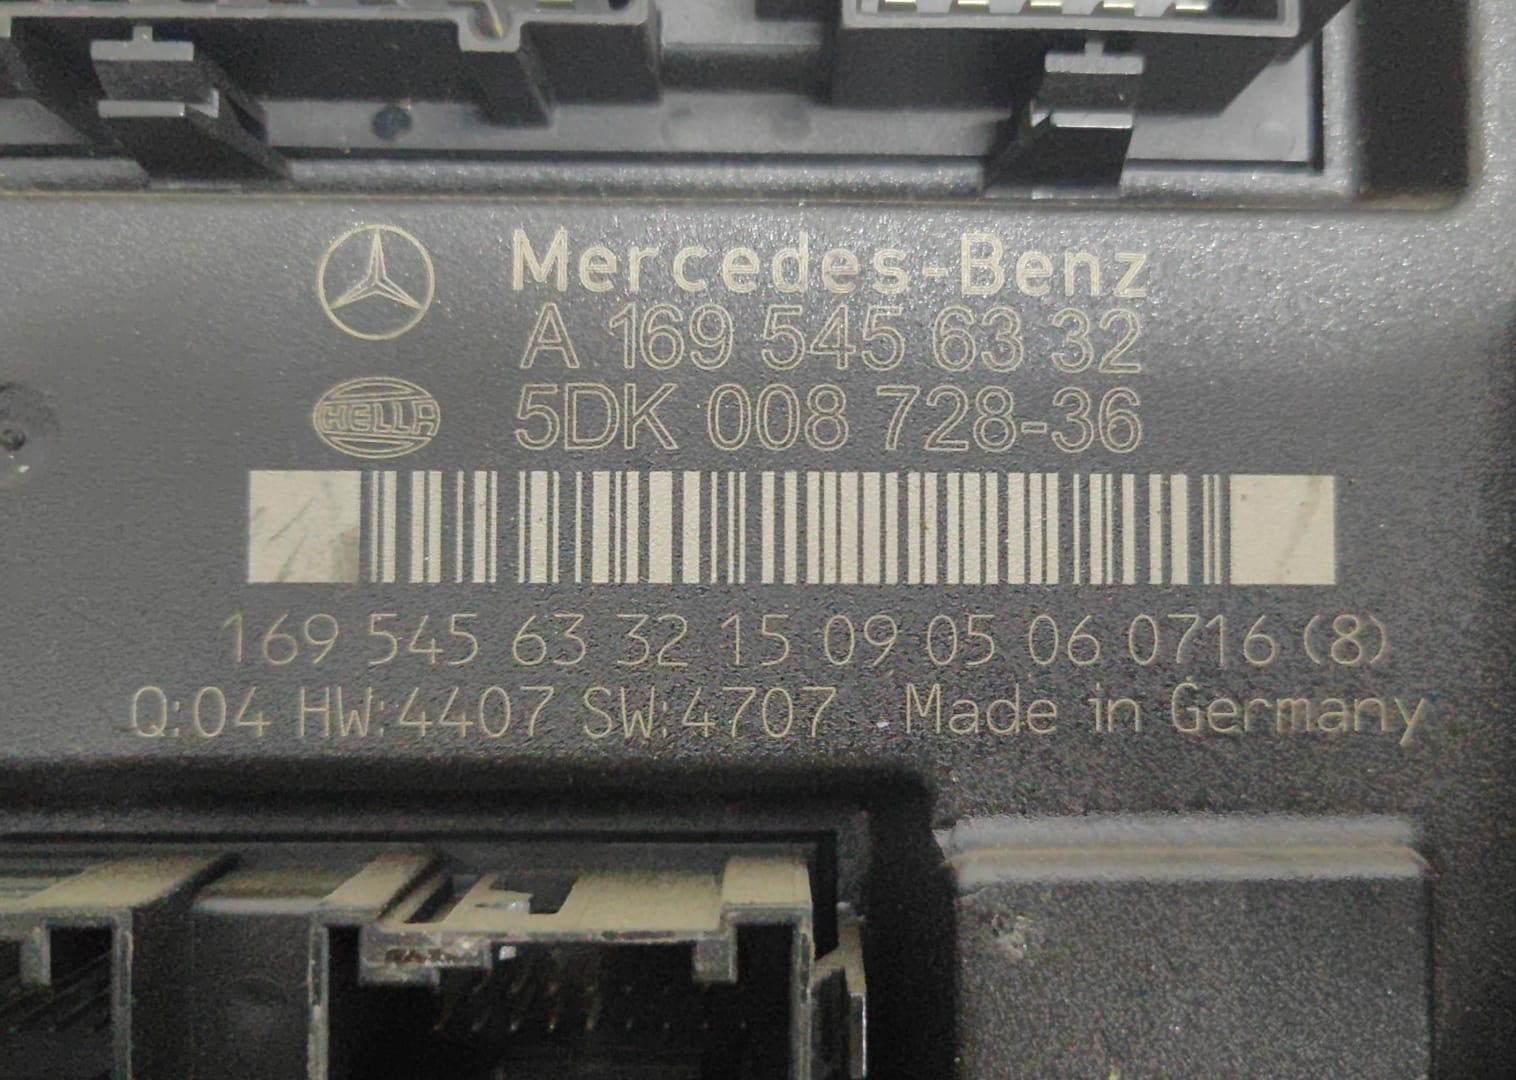 Mercedes-Benz
A 169 545 63 32
HELLA
5DK 008 728-36
169 545 63 32 15 09 05 06 0716 (8)
Q:04 HW:4407 SW:4707 Made in Germany